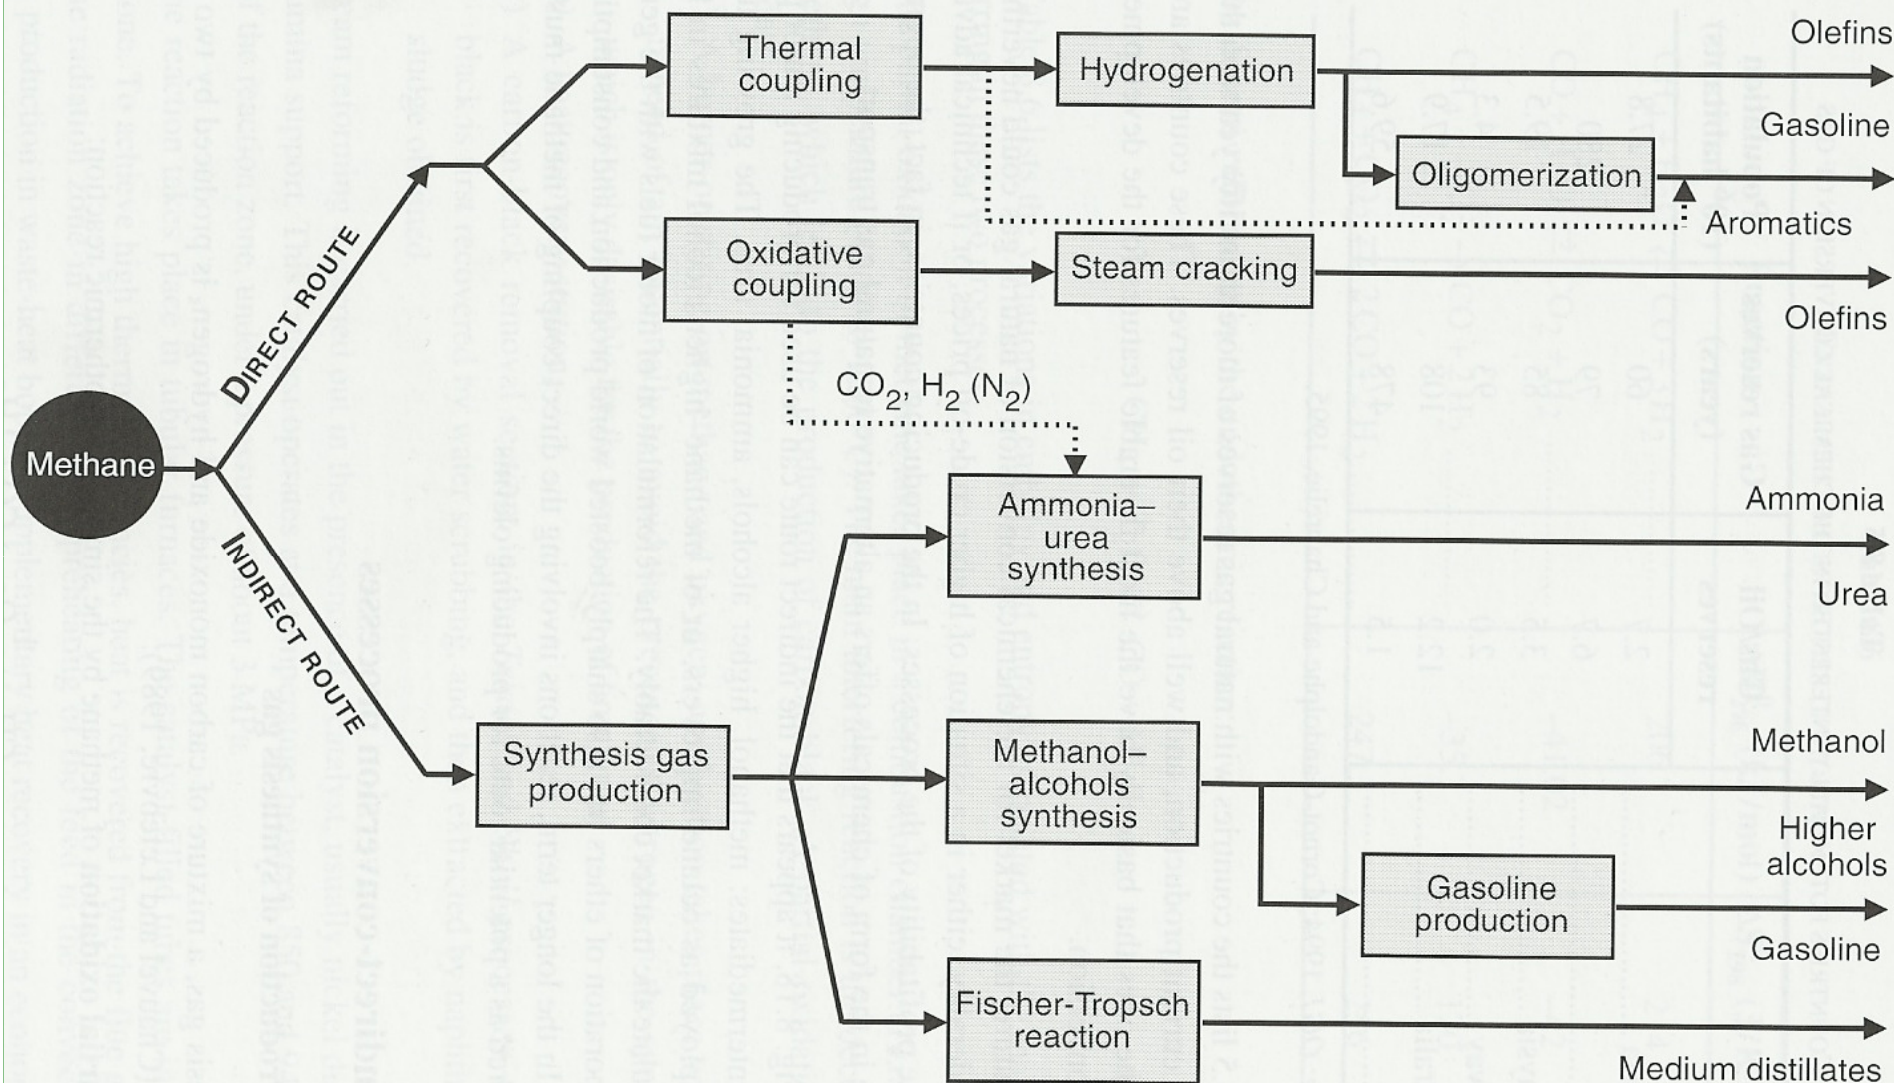 Thermal
coupling
Hydrogenation
Olefins
Gasoline
Oligomerization
Aromatics
Oxidative
coupling
Steam cracking
Olefins
DIRECT ROUTE
CO2, H2 (N2)
Methane
INDIRECT ROUTE
Ammonia–
urea
synthesis
Ammonia
Urea
Synthesis gas
production
Methanol–
alcohols
synthesis
Methanol
Higher
alcohols
Gasoline
production
Gasoline
Fischer-Tropsch
reaction
Medium distillates